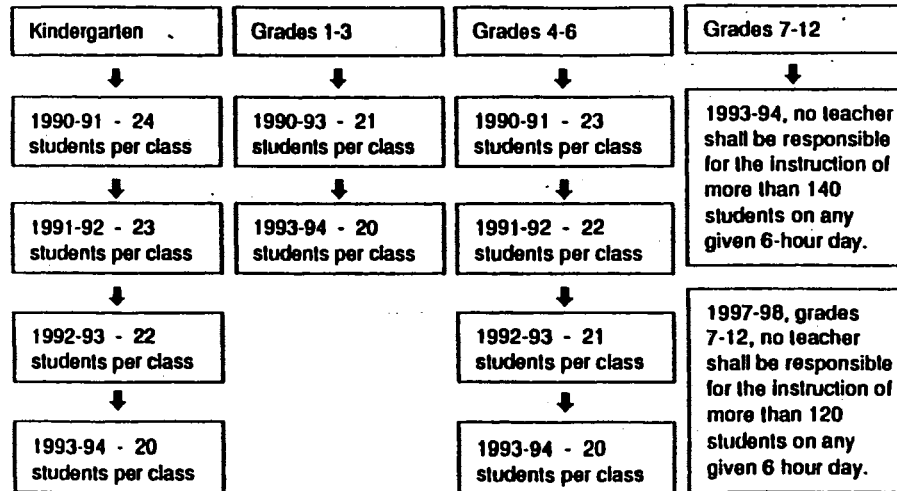 Kindergarten
1990-91 - 24
students per class
1991-92 - 23
students per class
1992-93 - 22
students per class
1993-94 - 20
students per class
Grades 1-3
1990-93 - 21
students per class
1993-94 - 20
students per class
Grades 4-6
1990-91 - 23
students per class
1991-92 - 22
students per class
1992-93 - 21
students per class
1993-94 - 20
students per class
Grades 7-12
1993-94, no teacher
shall be responsible
for the instruction of
more than 140
students on any
given 6-hour day.
1997-98, grades
7-12, no teacher
shall be responsible
for the instruction of
more than 120
students on any
given 6 hour day.